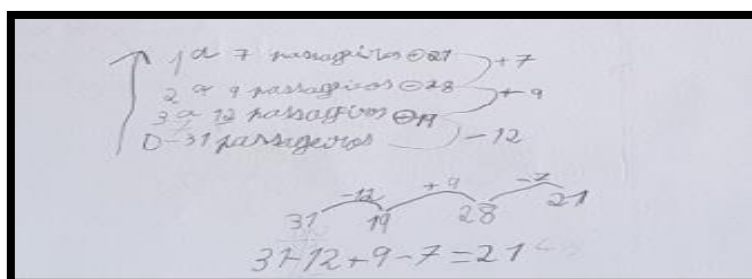 1ª 7 passageiros ⊖ 21
+7
2ª 9 passageiros ⊖ 28
+9
3ª 12 passageiros ⊖ 19
-12
0-31 passageiros
-12 +9 -7
31 19 28 21
31-12+9-7=21